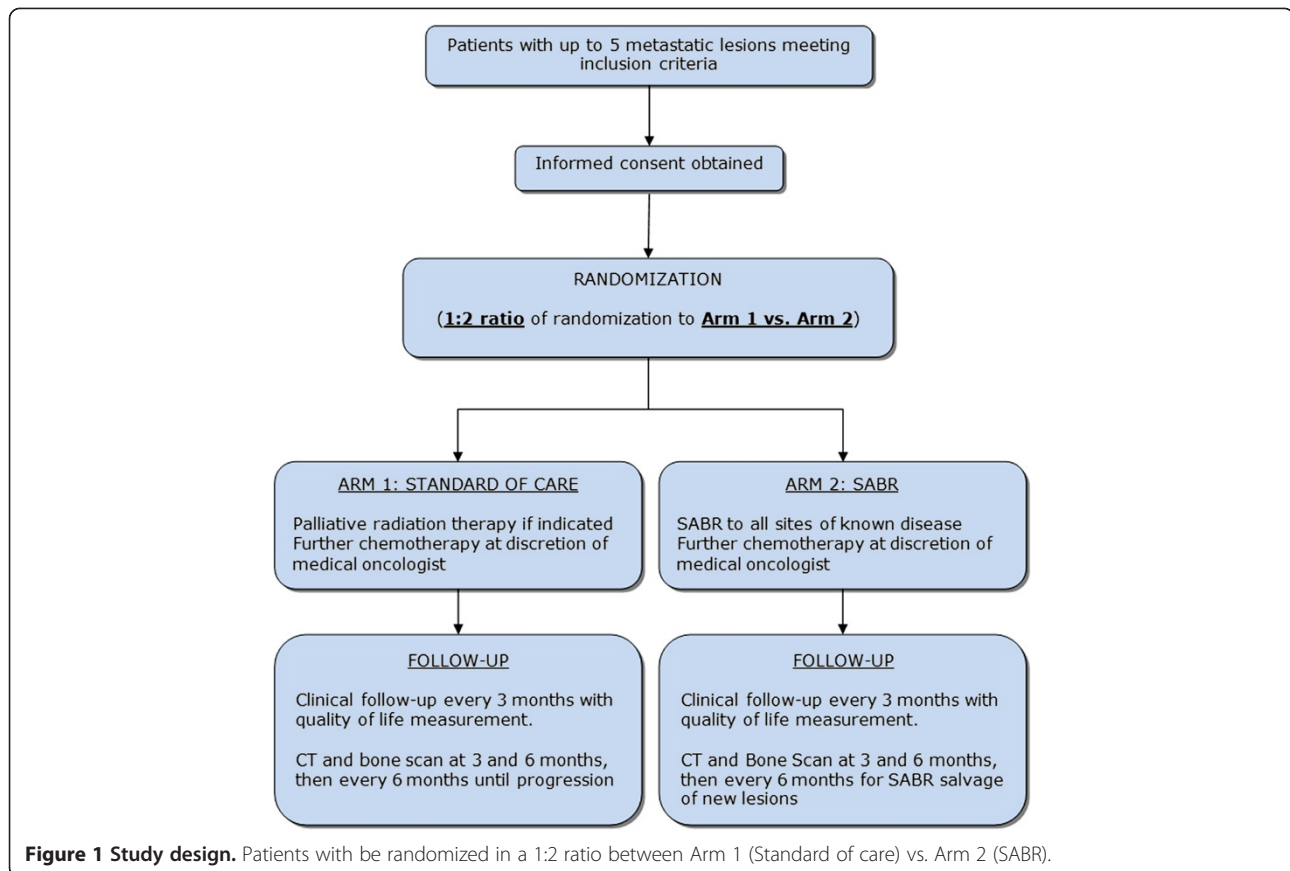 Patients with up to 5 metastatic lesions meeting
inclusion criteria
Informed consent obtained
RANDOMIZATION
(1:2 ratio of randomization to Arm 1 vs. Arm 2)
ARM 1: STANDARD OF CARE
Palliative radiation therapy if indicated
Further chemotherapy at discretion of
medical oncologist
ARM 2: SABR
SABR to all sites of known disease
Further chemotherapy at discretion of
medical oncologist
FOLLOW-UP
Clinical follow-up every 3 months with
quality of life measurement.
CT and bone scan at 3 and 6 months,
then every 6 months until progression
FOLLOW-UP
Clinical follow-up every 3 months with
quality of life measurement.
CT and Bone Scan at 3 and 6 months,
then every 6 months for SABR salvage
of new lesions
Figure 1 Study design. Patients with be randomized in a 1:2 ratio between Arm 1 (Standard of care) vs. Arm 2 (SABR).